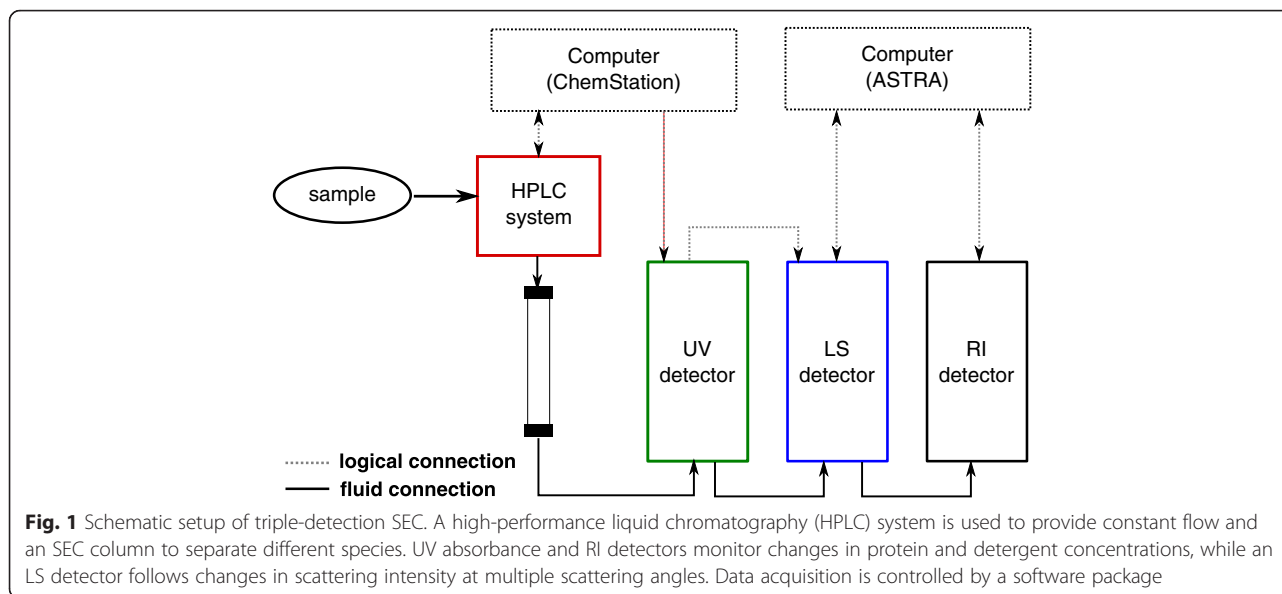 Computer
(ChemStation)
Computer
(ASTRA)
sample
HPLC
system
UV
detector
LS
detector
RI
detector
logical connection
fluid connection
Fig. 1 Schematic setup of triple-detection SEC. A high-performance liquid chromatography (HPLC) system is used to provide constant flow and
an SEC column to separate different species. UV absorbance and RI detectors monitor changes in protein and detergent concentrations, while an
LS detector follows changes in scattering intensity at multiple scattering angles. Data acquisition is controlled by a software package